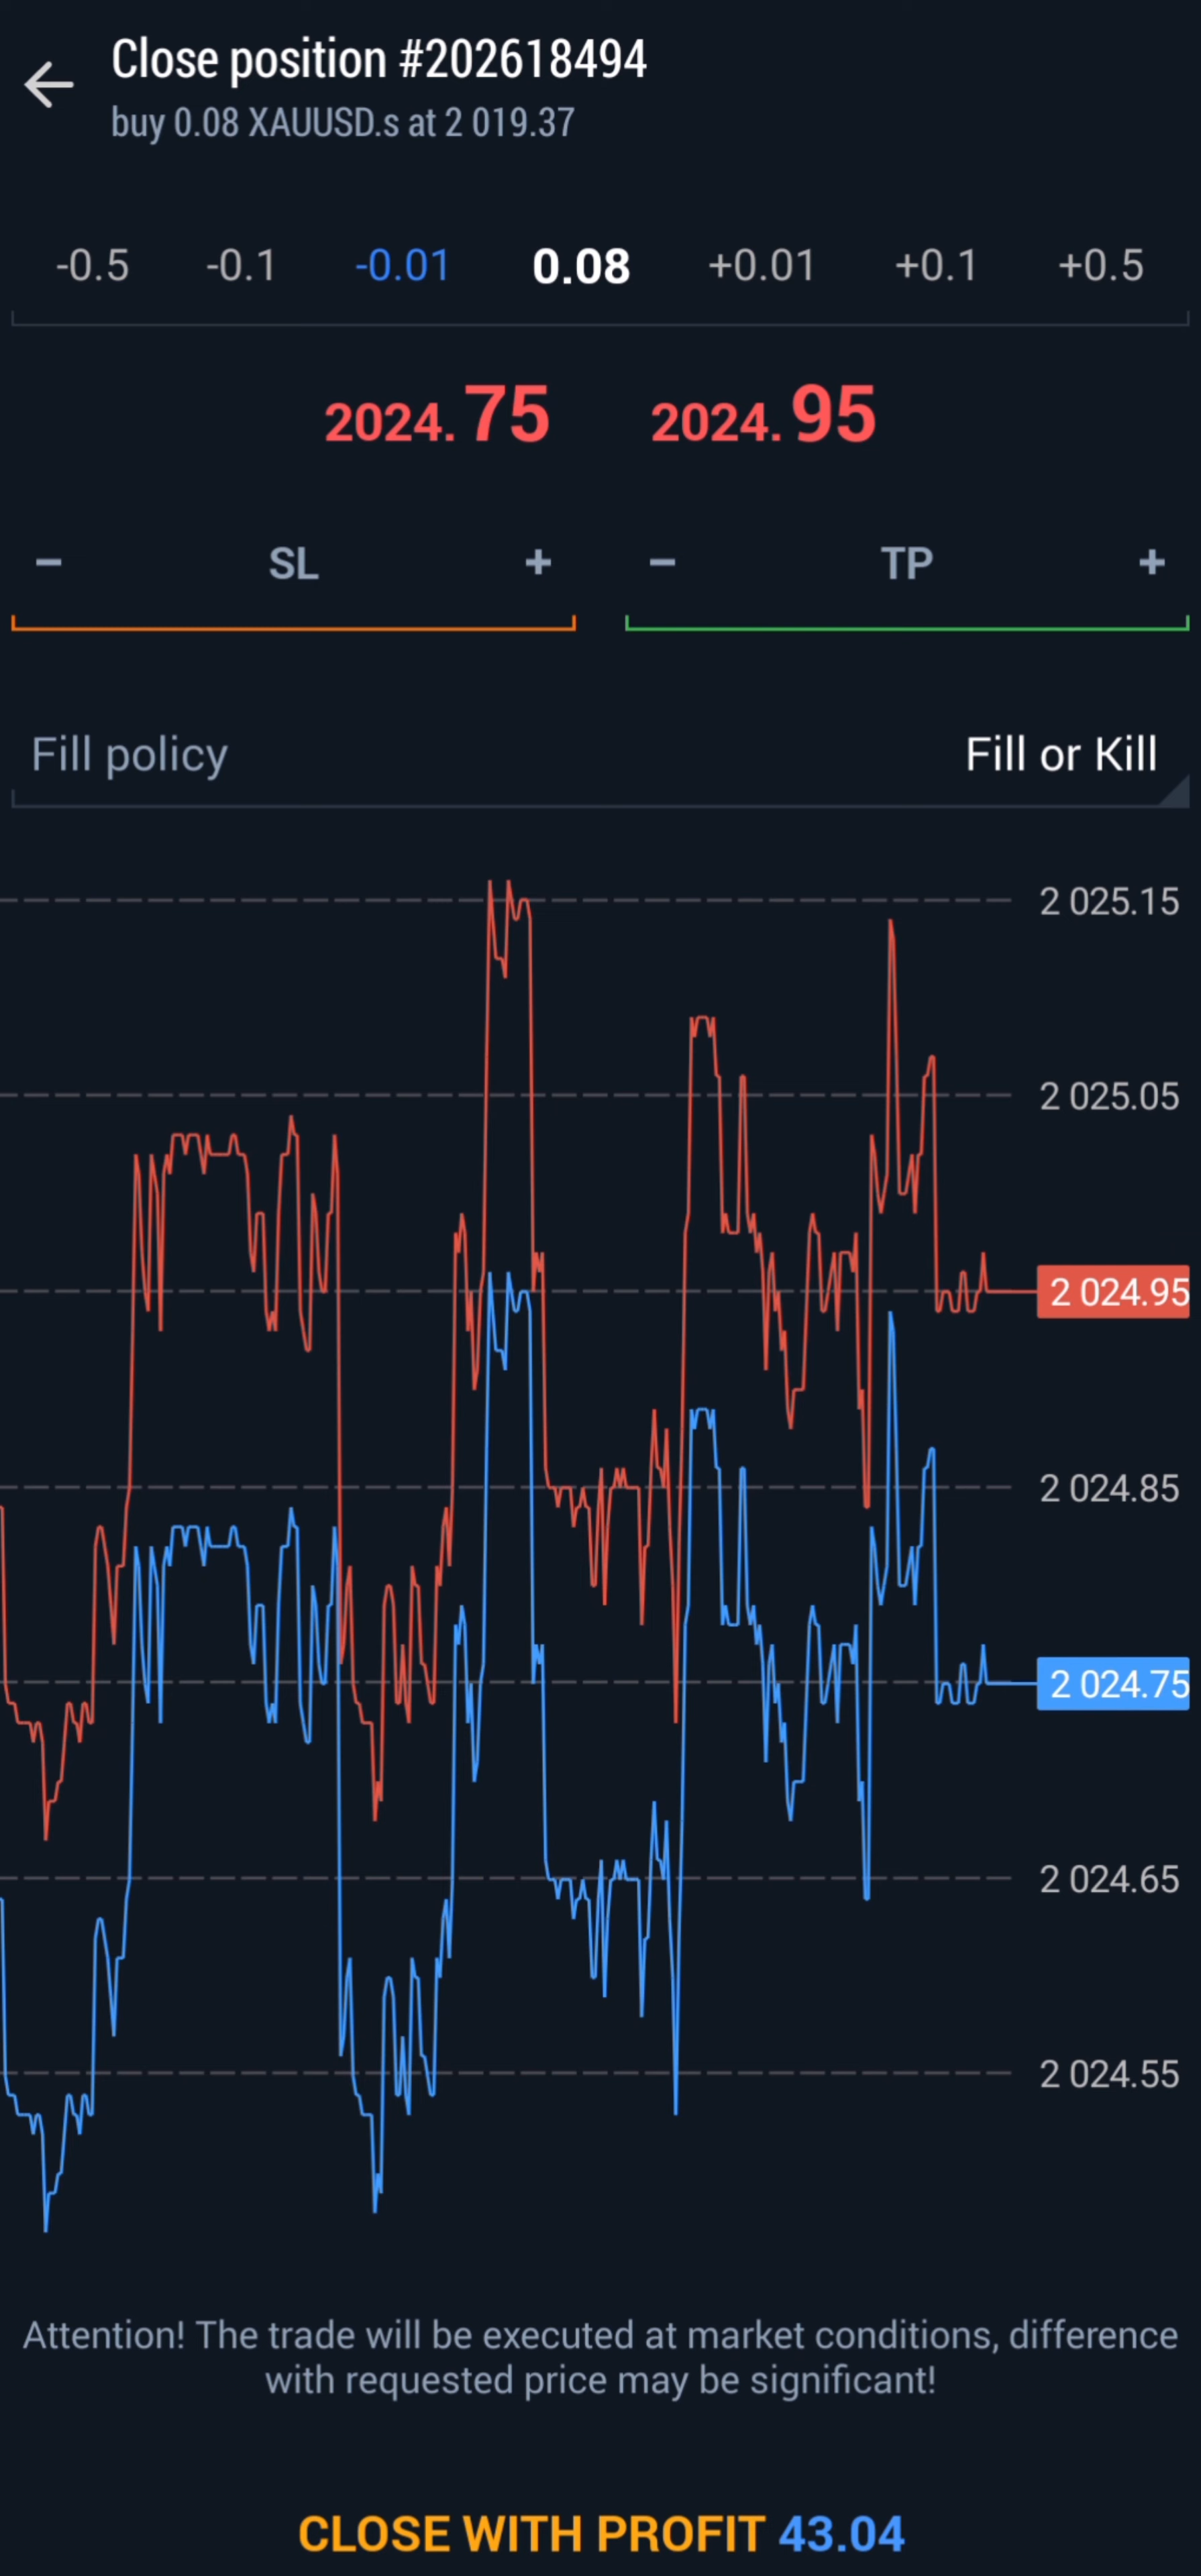 Close position #202618494
buy 0.08 XAUUSD.s at 2 019.37
-0.5 -0.1 -0.01 0.08 +0.01 +0.1 +0.5
2024.75 2024.95
− SL + − TP +
Fill policy Fill or Kill
2 025.15
2 025.05
2 024.95
2 024.85
2 024.75
2 024.65
2 024.55
Attention! The trade will be executed at market conditions, difference
with requested price may be significant!
CLOSE WITH PROFIT 43.04